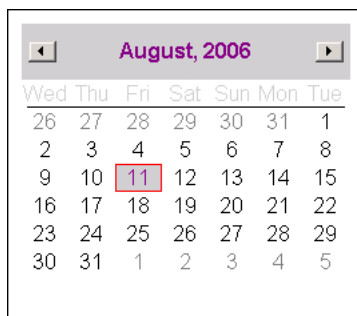 August, 2006
Wed Thu Fri Sat Sun Mon Tue
26 27 28 29 30 31 1
2 3 4 5 6 7 8
9 10 11 12 13 14 15
16 17 18 19 20 21 22
23 24 25 26 27 28 29
30 31 1 2 3 4 5